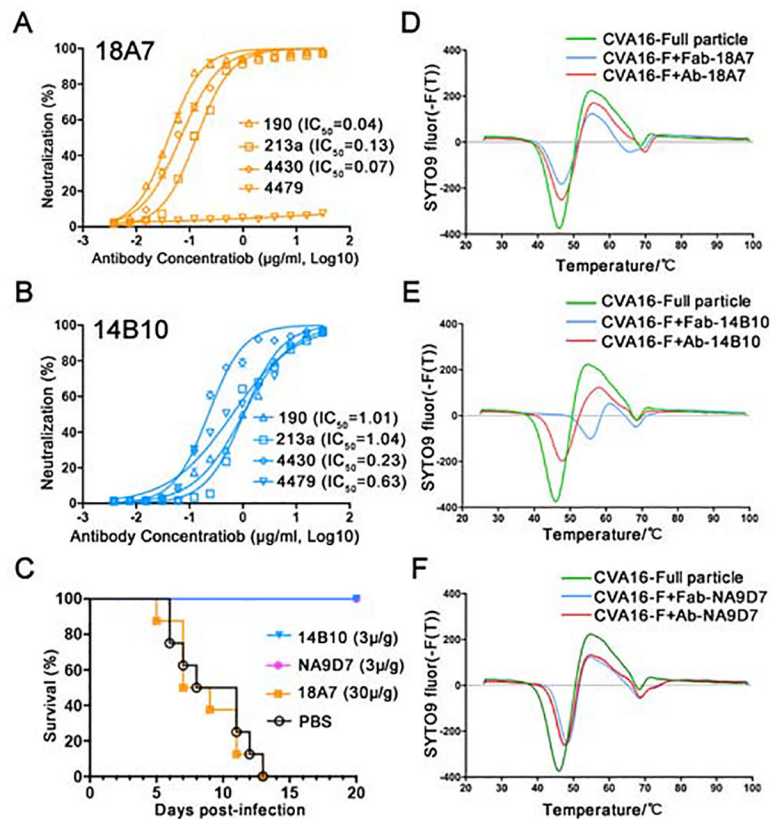 A
18A7
Neutralization (%)
100
80
60
40
20
0
190 (IC50=0.04)
213a (IC50=0.13)
4430 (IC50=0.07)
4479
-3 -2 -1 0 1 2
Antibody Concentratiob (μg/ml, Log10)
B
14B10
Neutralization (%)
100
80
60
40
20
0
190 (IC50=1.01)
213a (IC50=1.04)
4430 (IC50=0.23)
4479 (IC50=0.63)
-3 -2 -1 0 1 2
Antibody Concentratiob (μg/ml, Log10)
C
Survival (%)
100
80
60
40
20
0
14B10 (3μ/g)
NA9D7 (3μ/g)
18A7 (30μ/g)
PBS
0 5 10 15 20
Days post-infection
D
CVA16-Full particle
CVA16-F+Fab-18A7
CVA16-F+Ab-18A7
SYTO9 fluor(-F(T))
400
200
0
-200
-400
20 30 40 50 60 70 80 90 100
Temperature/℃
E
CVA16-Full particle
CVA16-F+Fab-14B10
CVA16-F+Ab-14B10
SYTO9 fluor(-F(T))
400
200
0
-200
-400
20 30 40 50 60 70 80 90 100
Temperature/℃
F
CVA16-Full particle
CVA16-F+Fab-NA9D7
CVA16-F+Ab-NA9D7
SYTO9 fluor(-F(T))
400
200
0
-200
-400
20 30 40 50 60 70 80 90 100
Temperature/℃